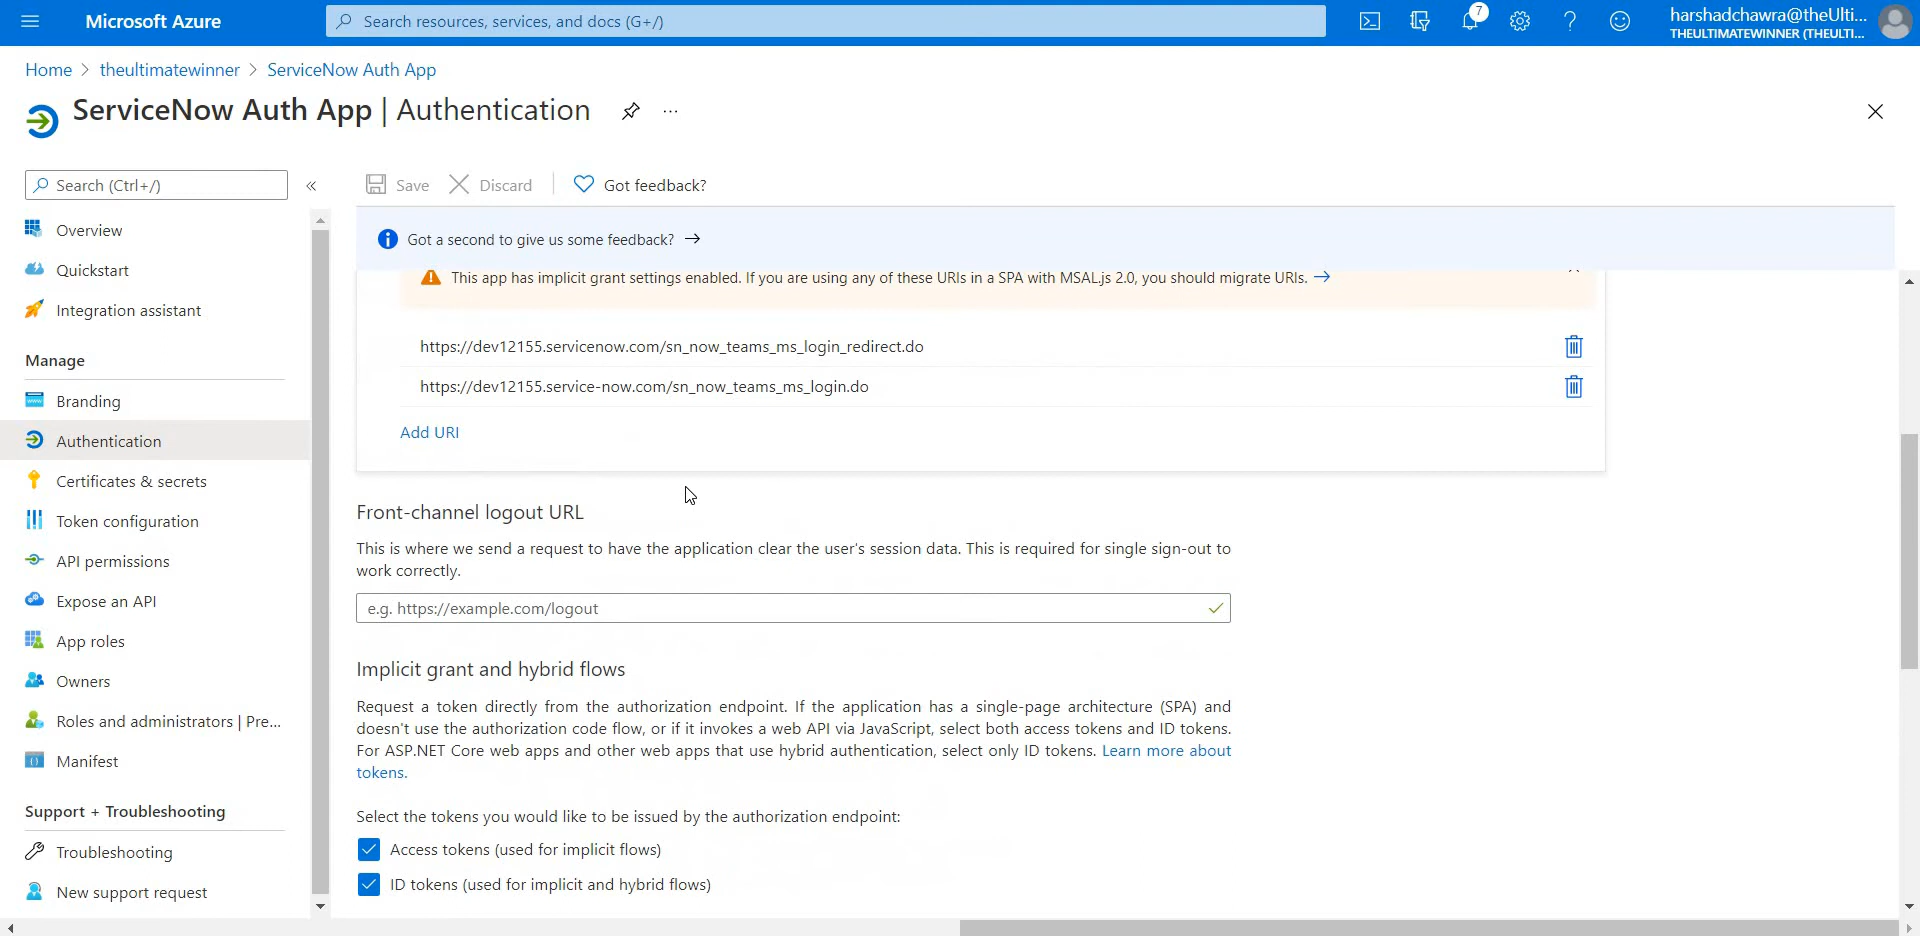 Microsoft Azure
Search resources, services, and docs (G+/)
7
harshadchawra@theUlti...
THEULTIMATEWINNER (THEULTI...
Home > theultimatewinner > ServiceNow Auth App
ServiceNow Auth App | Authentication
...
Search (Ctrl+/)
«
Overview
Quickstart
Integration assistant
Manage
Branding
Authentication
Certificates & secrets
Token configuration
API permissions
Expose an API
App roles
Owners
Roles and administrators | Pre...
Manifest
Support + Troubleshooting
Troubleshooting
New support request
Save
Discard
Got feedback?
Got a second to give us some feedback? →
This app has implicit grant settings enabled. If you are using any of these URIs in a SPA with MSAL.js 2.0, you should migrate URIs. →
https://dev12155.servicenow.com/sn_now_teams_ms_login_redirect.do
https://dev12155.service-now.com/sn_now_teams_ms_login.do
Add URI
Front-channel logout URL
This is where we send a request to have the application clear the user's session data. This is required for single sign-out to
work correctly.
e.g. https://example.com/logout
Implicit grant and hybrid flows
Request a token directly from the authorization endpoint. If the application has a single-page architecture (SPA) and
doesn't use the authorization code flow, or if it invokes a web API via JavaScript, select both access tokens and ID tokens.
For ASP.NET Core web apps and other web apps that use hybrid authentication, select only ID tokens. Learn more about
tokens.
Select the tokens you would like to be issued by the authorization endpoint:
Access tokens (used for implicit flows)
ID tokens (used for implicit and hybrid flows)